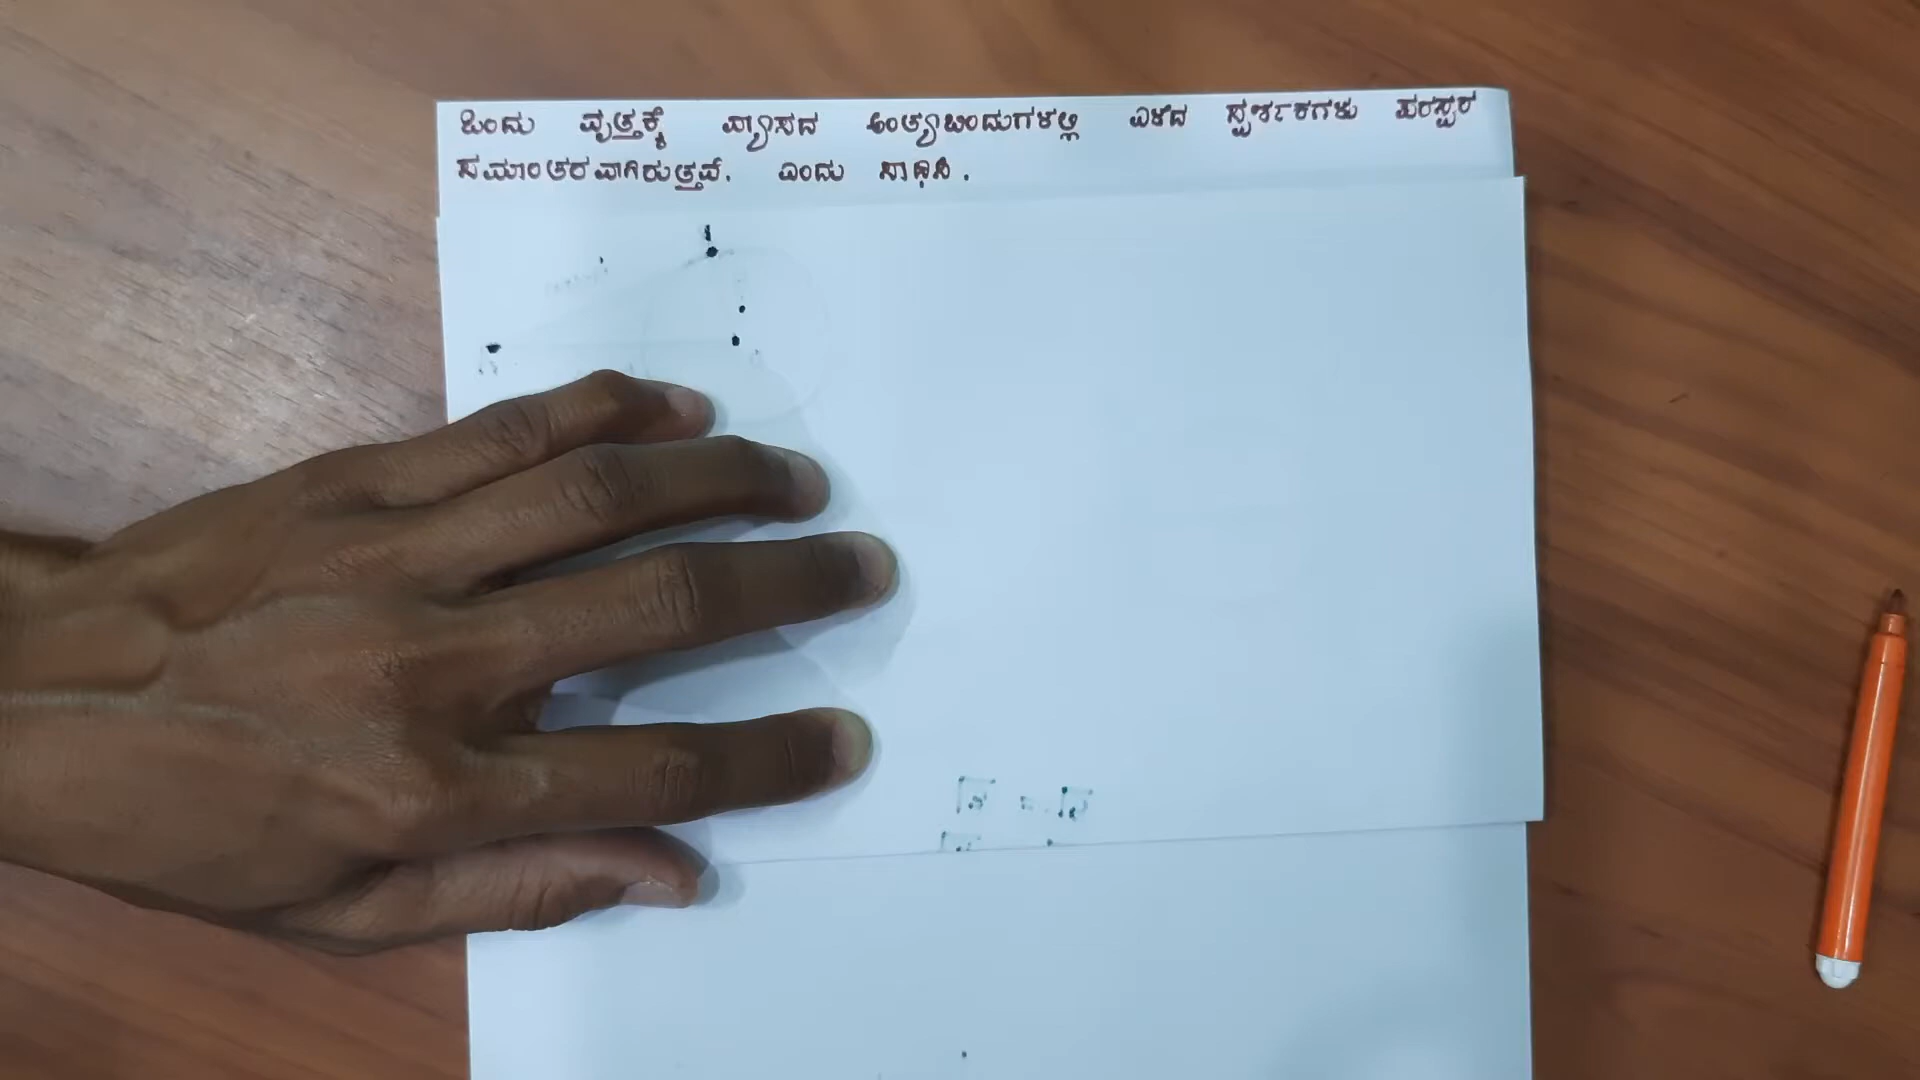 ಒಂದು ವೃತ್ತಕ್ಕೆ ವ್ಯಾಸದ ಅಂತ್ಯಬಿಂದುಗಳಲ್ಲಿ ಎಳೆದ ಸ್ಪರ್ಶಕಗಳು ಪರಸ್ಪರ
ಸಮಾಂತರವಾಗಿರುತ್ತವೆ. ಎಂದು ಸಾಧಿಸಿ.